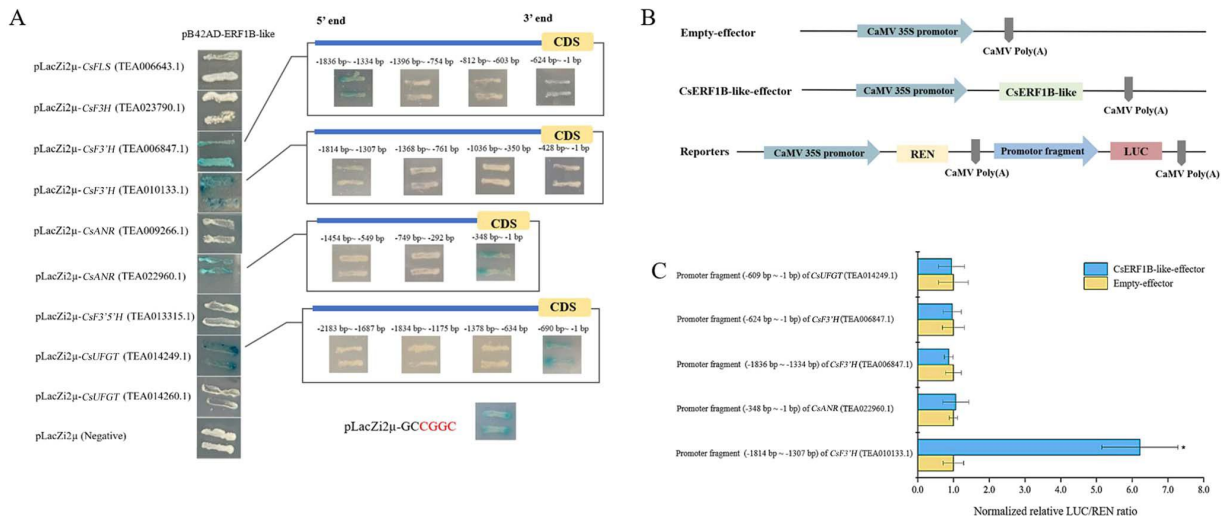 A
pB42AD-ERF1B-like
pLacZi2μ-CsFLS (TEA006643.1)
pLacZi2μ-CsF3H (TEA023790.1)
pLacZi2μ-CsF3'H (TEA006847.1)
pLacZi2μ-CsF3'H (TEA010133.1)
pLacZi2μ-CsANR (TEA009266.1)
pLacZi2μ-CsANR (TEA022960.1)
pLacZi2μ-CsF3'5'H (TEA013315.1)
pLacZi2μ-CsUFGT (TEA014249.1)
pLacZi2μ-CsUFGT (TEA014260.1)
pLacZi2μ (Negative)
5' end 3' end
CDS
-1836 bp~ -1334 bp -1396 bp~ -754 bp -812 bp~ -603 bp -624 bp~ -1 bp
CDS
-1814 bp~ -1307 bp -1368 bp~ -761 bp -1036 bp~ -350 bp -428 bp~ -1 bp
CDS
-1454 bp~ -549 bp -749 bp~ -292 bp -348 bp~ -1 bp
CDS
-2183 bp~ -1687 bp -1834 bp~ -1175 bp -1378 bp~ -634 bp -690 bp~ -1 bp
pLacZi2μ-GCCGGC
B
Empty-effector
CaMV 35S promotor
CaMV Poly(A)
CsERF1B-like-effector
CaMV 35S promotor
CsERF1B-like
CaMV Poly(A)
Reporters
CaMV 35S promotor
REN
CaMV Poly(A)
Promotor fragment
LUC
CaMV Poly(A)
C
CsERF1B-like-effector
Empty-effector
Promoter fragment (-609 bp ~ -1 bp) of CsUFGT (TEA014249.1)
Promoter fragment (-624 bp ~ -1 bp) of CsF3'H (TEA006847.1)
Promoter fragment (-1836 bp ~ -1334 bp) of CsF3'H (TEA006847.1)
Promoter fragment (-348 bp ~ -1 bp) of CsANR (TEA022960.1)
Promoter fragment (-1814 bp ~ -1307 bp) of CsF3'H (TEA010133.1)
*
0.0 1.0 2.0 3.0 4.0 5.0 6.0 7.0 8.0
Normalized relative LUC/REN ratio